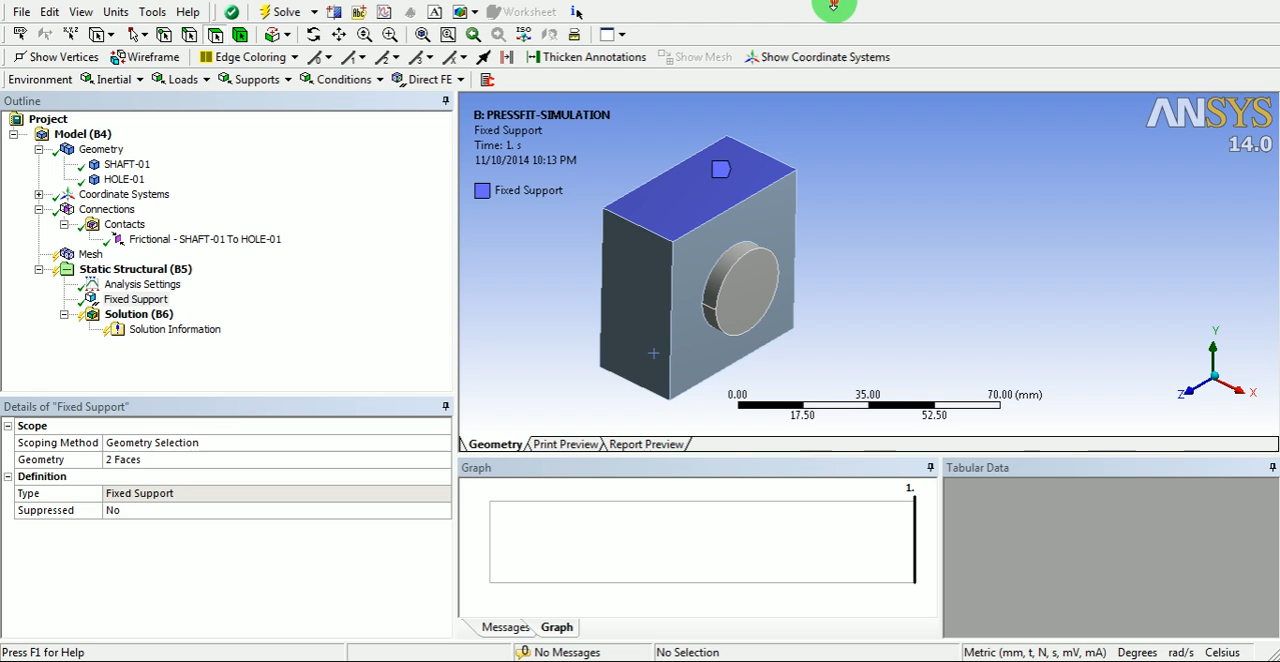 File Edit View Units Tools Help Solve Worksheet
Show Vertices Wireframe Edge Coloring Thicken Annotations Show Mesh Show Coordinate Systems
Environment Inertial Loads Supports Conditions Direct FE
Outline
Project
Model (B4)
Geometry
SHAFT-01
HOLE-01
Coordinate Systems
Connections
Contacts
Frictional - SHAFT-01 To HOLE-01
Mesh
Static Structural (B5)
Analysis Settings
Fixed Support
Solution (B6)
Solution Information
Details of "Fixed Support"
Scope
Scoping Method Geometry Selection
Geometry 2 Faces
Definition
Type Fixed Support
Suppressed No
B: PRESSFIT-SIMULATION
Fixed Support
Time: 1. s
11/10/2014 10:13 PM
Fixed Support
ANSYS
14.0
Y
Z X
0.00 35.00 70.00 (mm)
17.50 52.50
Geometry Print Preview Report Preview
Graph
1.
Messages Graph
Tabular Data
Press F1 for Help No Messages No Selection Metric (mm, t, N, s, mV, mA) Degrees rad/s Celsius